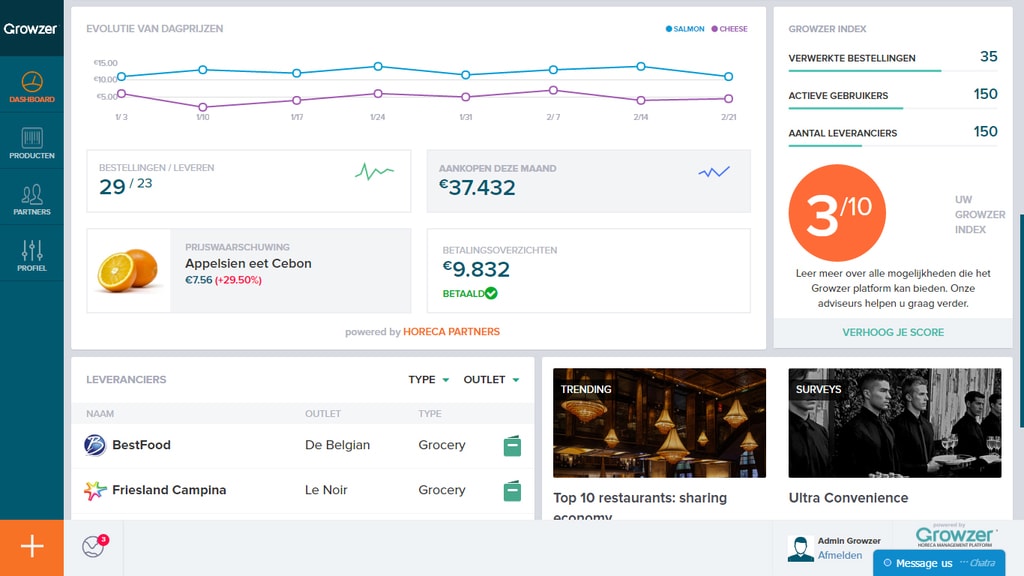 Growzer
DASHBOARD
PRODUCTEN
PARTNERS
PROFIEL
EVOLUTIE VAN DAGPRIJZEN
SALMON CHEESE
€15.00
€10.00
€5.00
1/ 3 1/10 1/17 1/24 1/31 2/ 7 2/14 2/21
BESTELLINGEN / LEVEREN
29 / 23
AANKOPEN DEZE MAAND
€37.432
PRIJSWAARSCHUWING
Appelsien eet Cebon
€7.56 (+29.50%)
BETALINGSOVERZICHTEN
€9.832
BETAALD
powered by HORECA PARTNERS
GROWZER INDEX
VERWERKTE BESTELLINGEN 35
ACTIEVE GEBRUIKERS 150
AANTAL LEVERANCIERS 150
3/10
UW
GROWZER
INDEX
Leer meer over alle mogelijkheden die het
Growzer platform kan bieden. Onze
adviseurs helpen u graag verder.
VERHOOG JE SCORE
LEVERANCIERS TYPE OUTLET
NAAM OUTLET TYPE
BestFood De Belgian Grocery
Friesland Campina Le Noir Grocery
TRENDING
Top 10 restaurants: sharing
economy
SURVEYS
Ultra Convenience
3
Admin Growzer
Afmelden
powered by
Growzer
HORECA MANAGEMENT PLATFORM
Message us Chatra